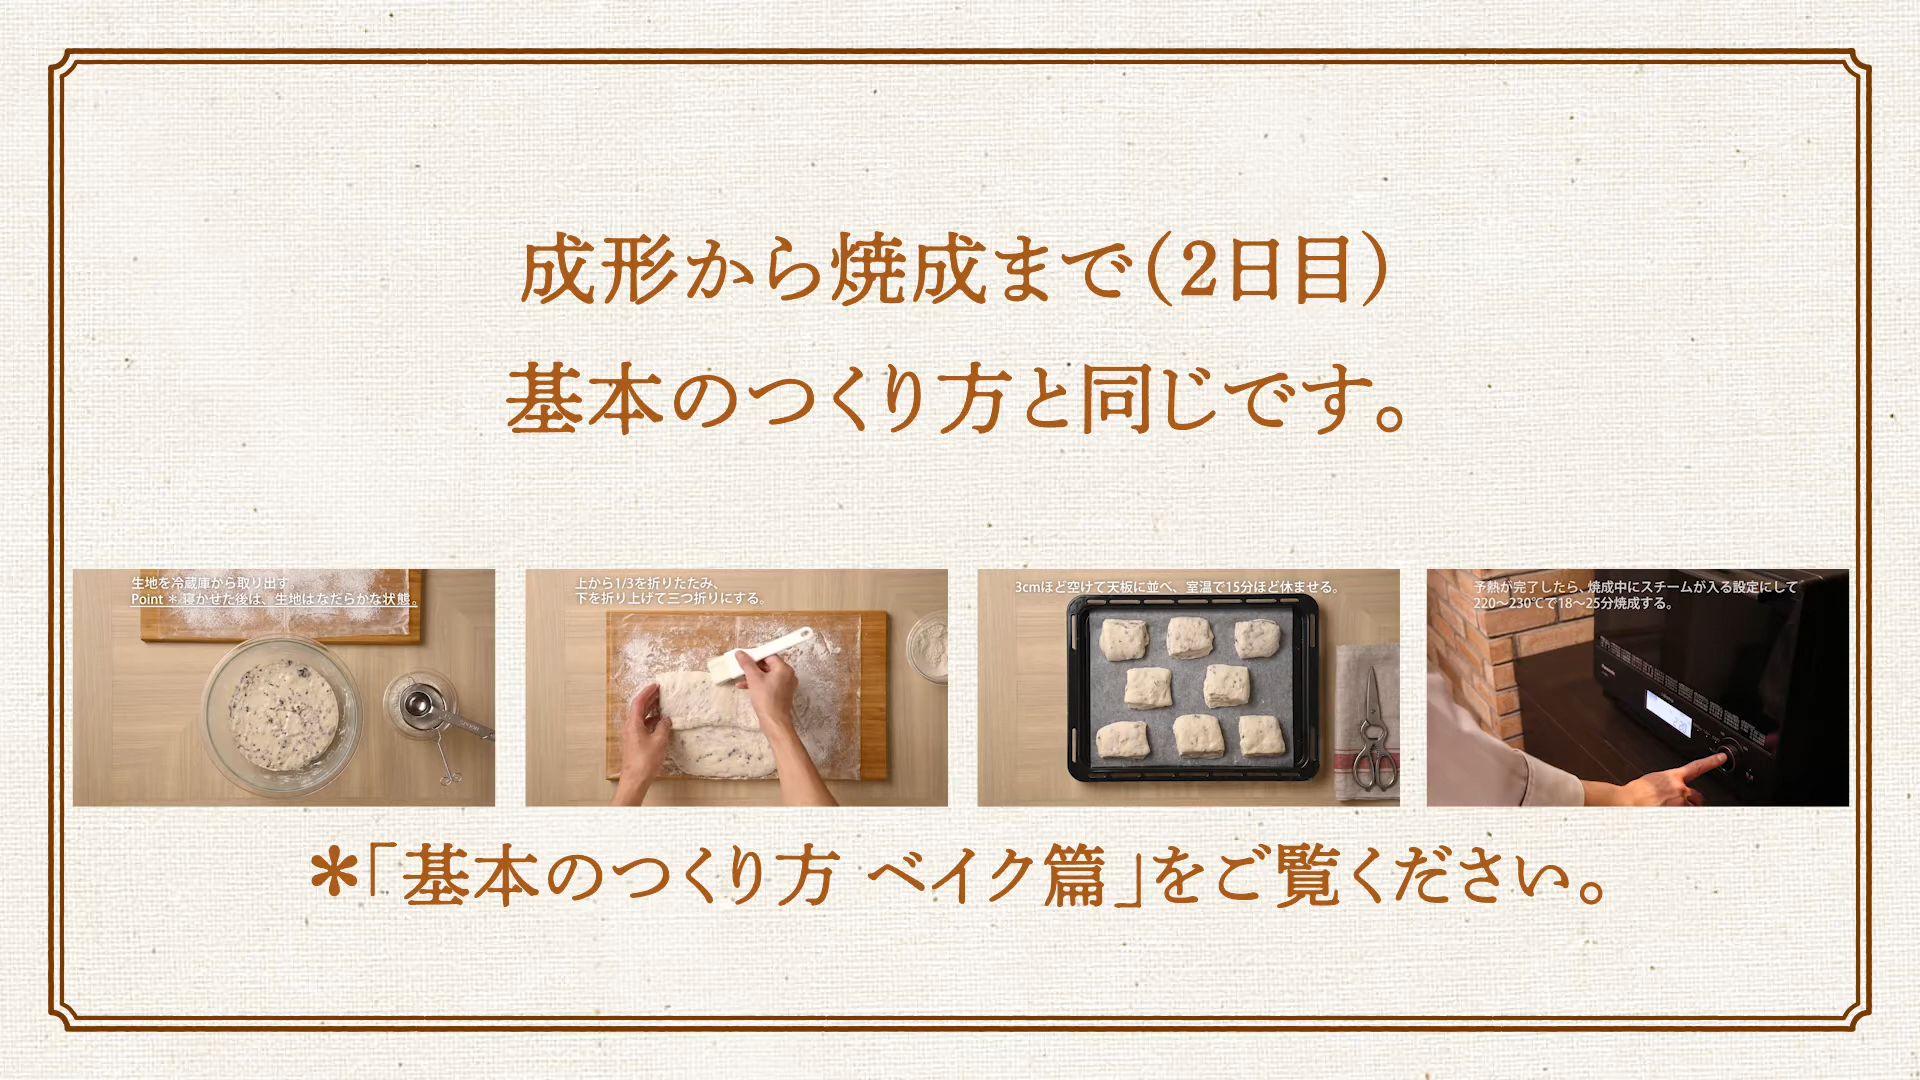 成形から焼成まで（2日目）
基本のつくり方と同じです。
生地を冷蔵庫から取り出す
Point ＊ 寝かせた後は、生地はなだらかな状態。
上から1/3を折りたたみ、
下を折り上げて三つ折りにする。
3cmほど空けて天板に並べ、室温で15分ほど休ませる。
予熱が完了したら、焼成中にスチームが入る設定にして
220〜230℃で18〜25分焼成する。
＊「基本のつくり方 ベイク篇」をご覧ください。